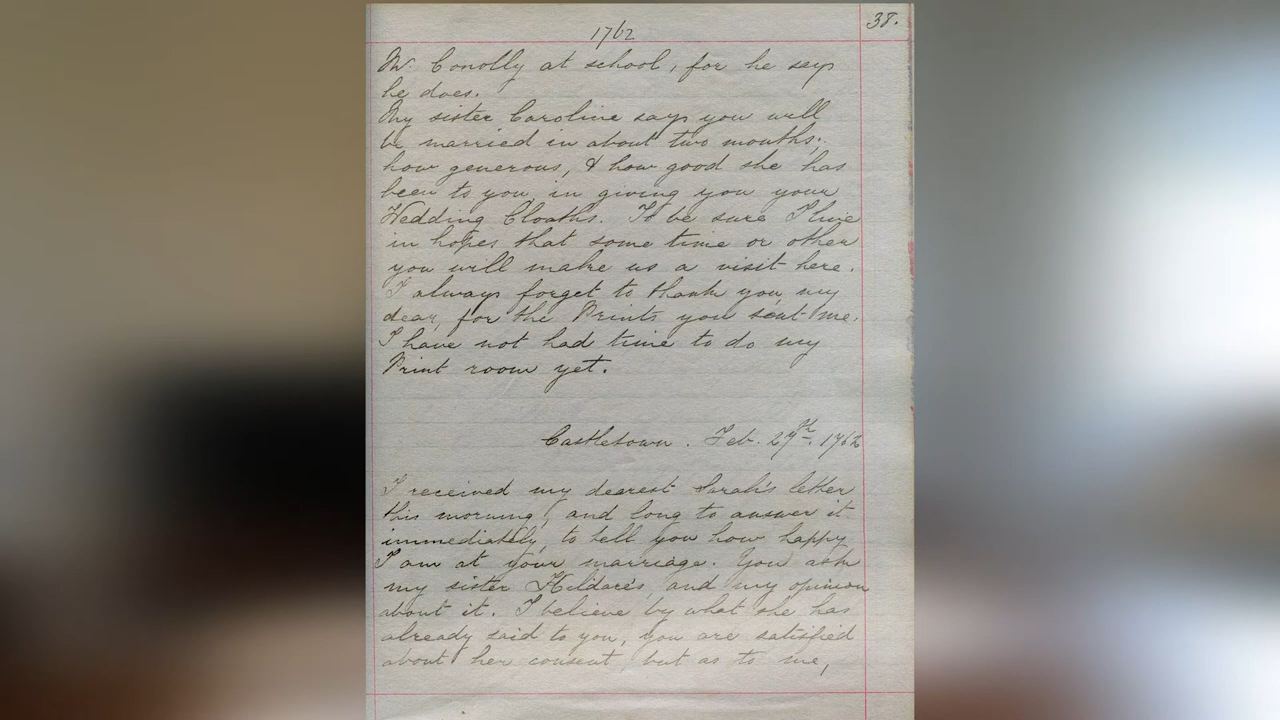 1762
38.
Mr. Conolly at school, for he says
he does.
My sister Caroline says you will
be married in about two months;
how generous, & how good she has
been to you in giving you your
Wedding Cloaths. To be sure I live
in hopes that some time or other
you will make us a visit here.
I always forget to thank you, my
dear, for the Prints you sent me.
I have not had time to do my
Print room yet.
Castletown. Feb. 27th. 1762
I received my dearest Sarah's letter
this morning, and long to answer it
immediately, to tell you how happy
I am at your marriage. You ask
my sister Kildare's, and my opinion
about it. I believe by what she has
already said to you, you are satisfied
about her consent, but as to me,